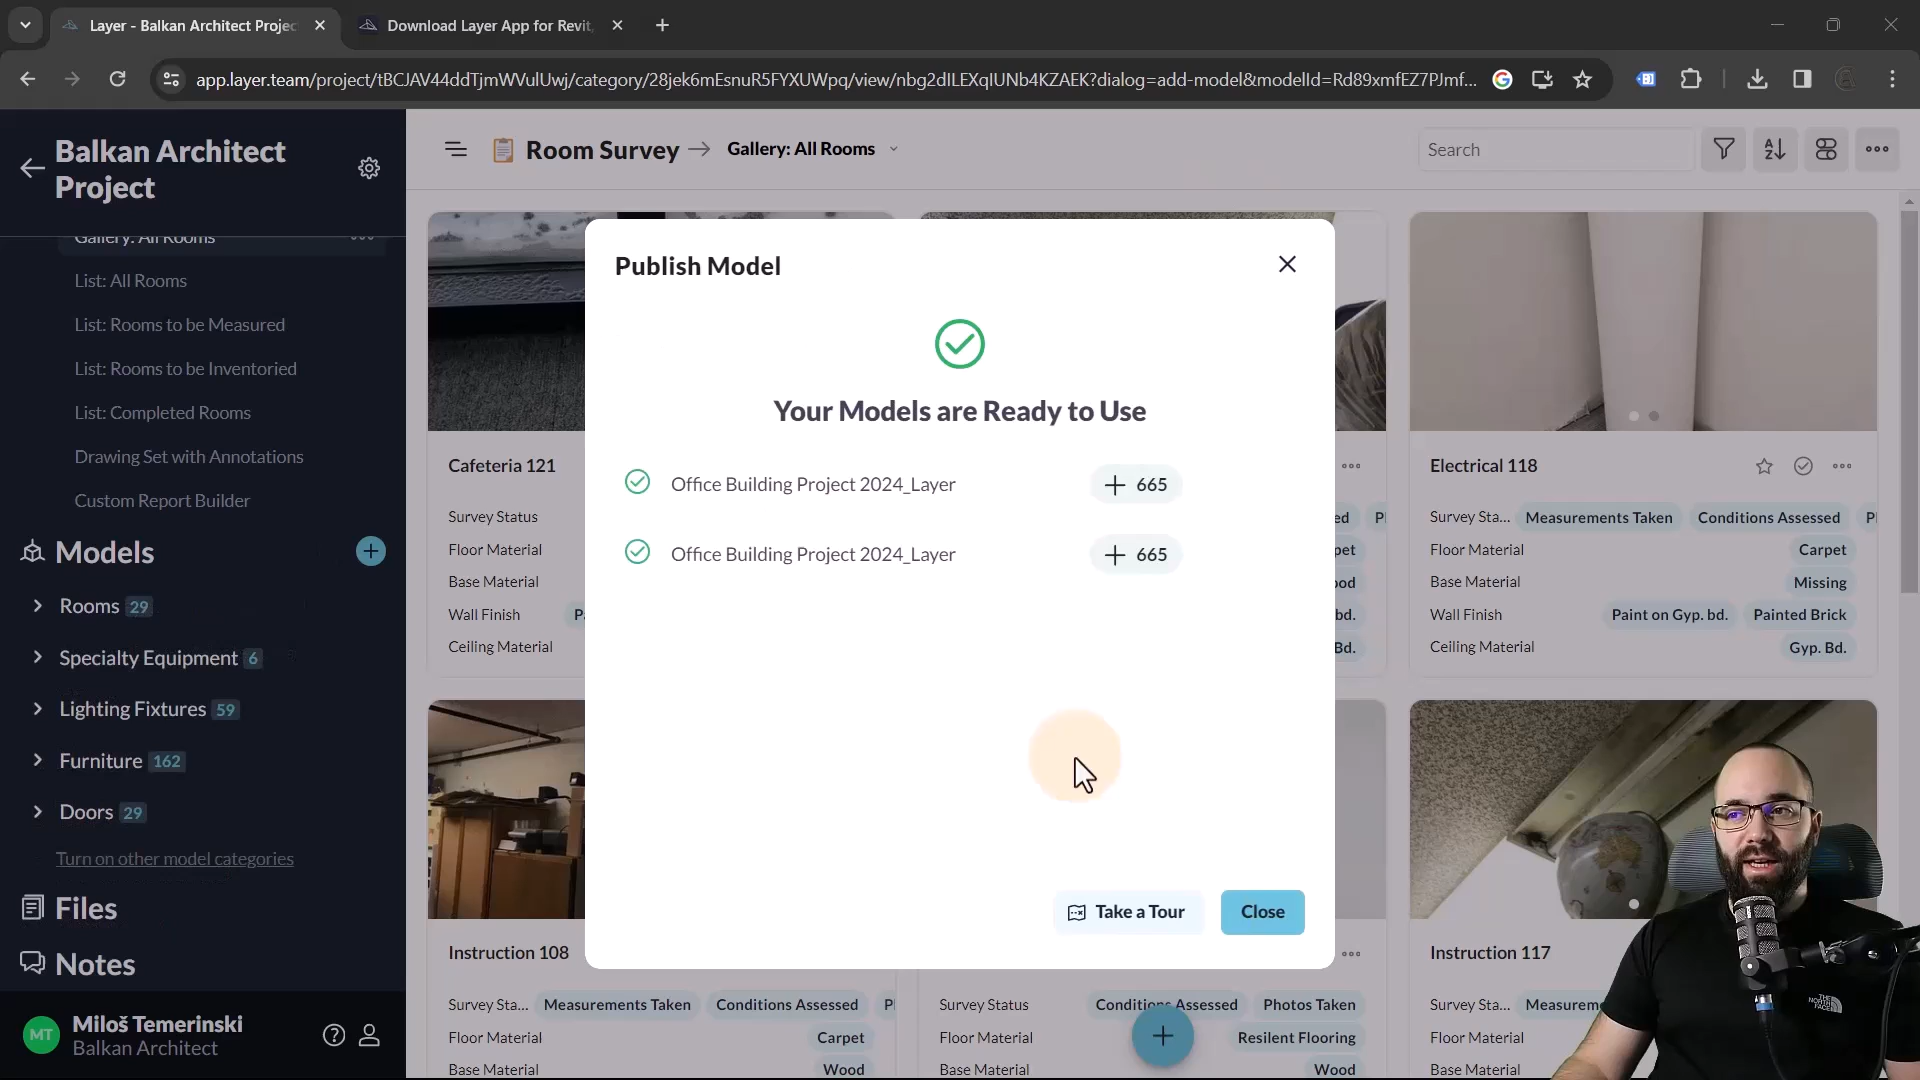 Layer - Balkan Architect Projec
Download Layer App for Revit,
app.layer.team/project/tBCJAV44ddTjmWVulUwj/category/28jek6mEsnuR5FYXUWpq/view/nbg2dILEXqIUNb4KZAEK?dialog=add-model&modelId=Rd89xmfEZ7PJmf...
Balkan Architect
Project
Gallery: All Rooms
List: All Rooms
List: Rooms to be Measured
List: Rooms to be Inventoried
List: Completed Rooms
Drawing Set with Annotations
Custom Report Builder
Models
Rooms 29
Specialty Equipment 6
Lighting Fixtures 59
Furniture 162
Doors 29
Turn on other model categories
Files
Notes
MT
Miloš Temerinski
Balkan Architect
Room Survey → Gallery: All Rooms
Search
Publish Model
Your Models are Ready to Use
Office Building Project 2024_Layer + 665
Office Building Project 2024_Layer + 665
Take a Tour
Close
Cafeteria 121
Survey Status
Floor Material
Base Material
Wall Finish
Ceiling Material
Electrical 118
Survey Sta... Measurements Taken Conditions Assessed
Floor Material Carpet
Base Material Missing
Wall Finish Paint on Gyp. bd. Painted Brick
Ceiling Material Gyp. Bd.
Instruction 108
Survey Sta... Measurements Taken Conditions Assessed
Floor Material Carpet
Base Material Wood
Survey Status Conditions Assessed Photos Taken
Floor Material Resilent Flooring
Base Material Wood
Instruction 117
Survey Sta... Measurem
Floor Material
Base Material
THE NORTH FACE